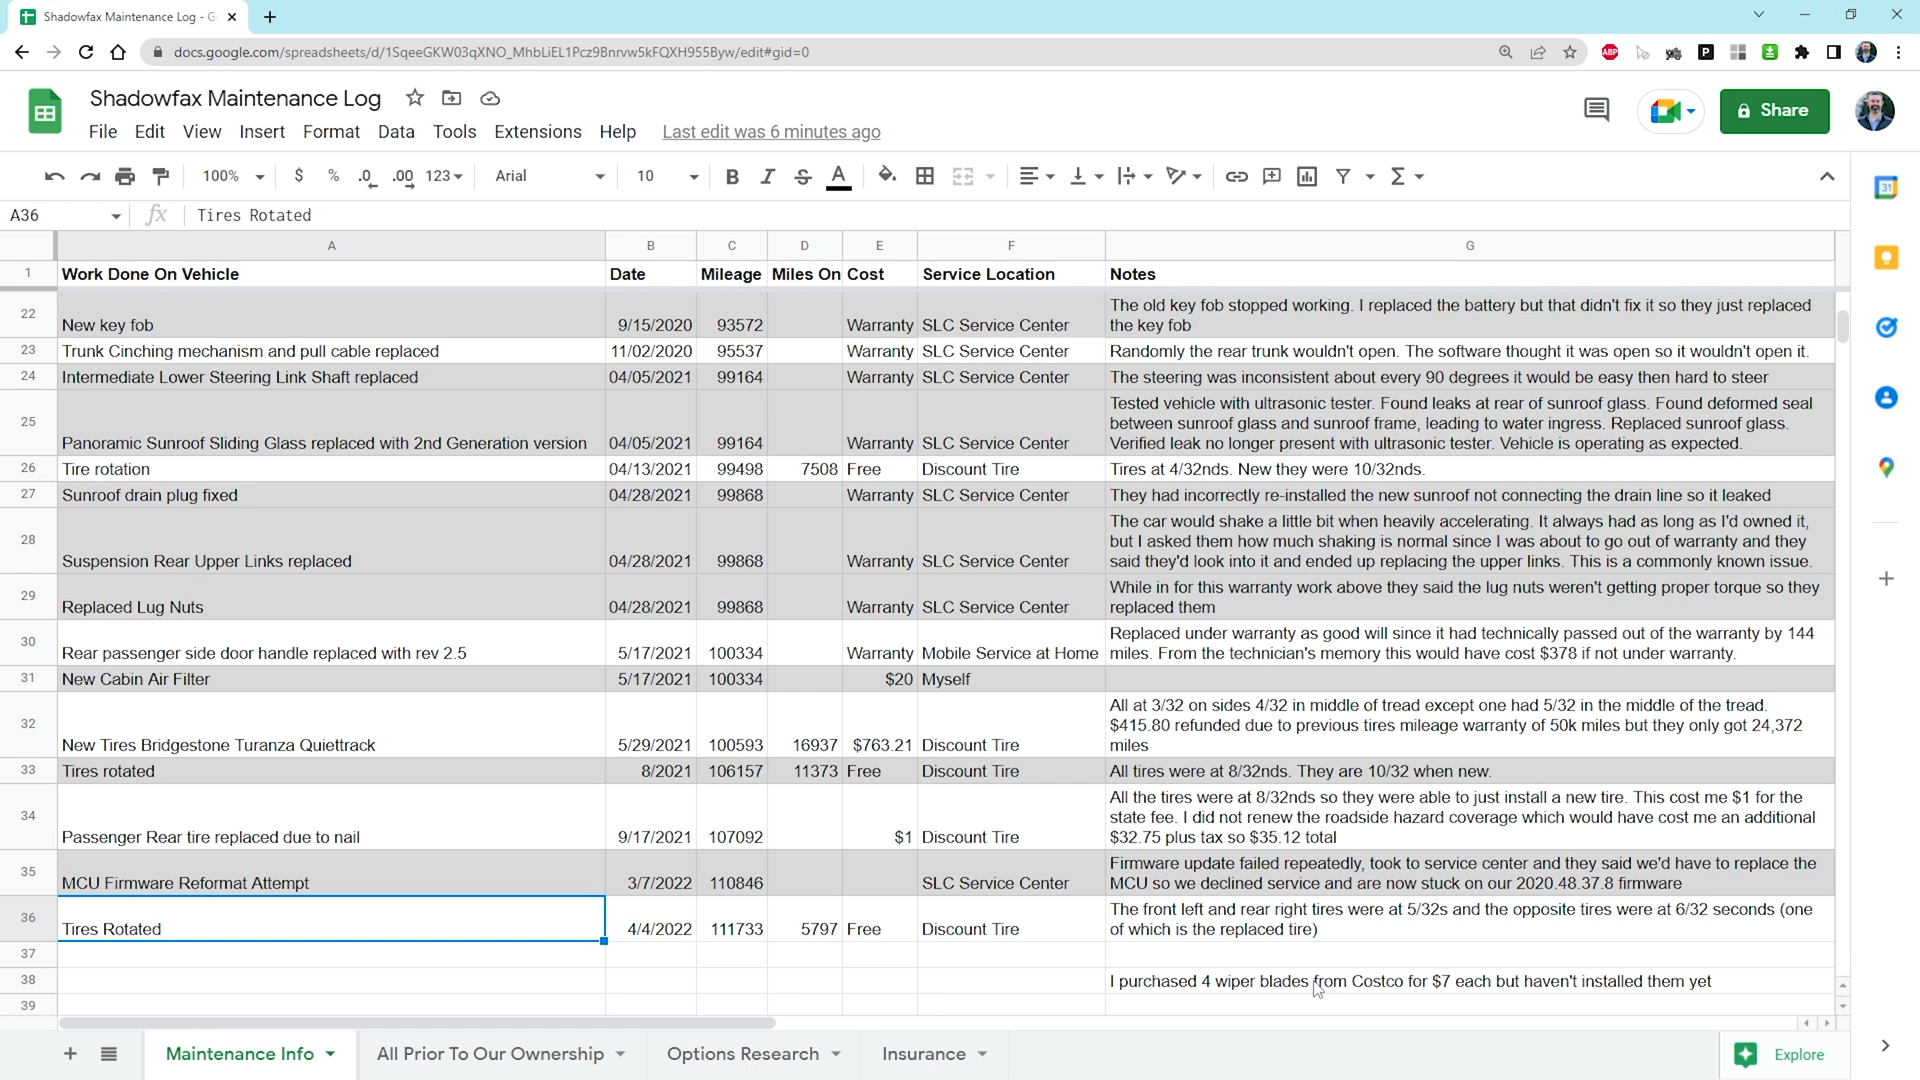 Shadowfax Maintenance Log - G
docs.google.com/spreadsheets/d/1SqeeGKW03qXNO_MhbLiEL1Pcz9Bnrvw5kFQXH955Byw/edit#gid=0
ABP
P
Shadowfax Maintenance Log
Share
File Edit View Insert Format Data Tools Extensions Help Last edit was 6 minutes ago
100% $ % .0 .00 123 Arial 10 B I S A
31
A36 fx Tires Rotated
A B C D E F G
1 Work Done On Vehicle Date Mileage Miles On Cost Service Location Notes
The old key fob stopped working. I replaced the battery but that didn't fix it so they just replaced
22 New key fob 9/15/2020 93572 Warranty SLC Service Center the key fob
23 Trunk Cinching mechanism and pull cable replaced 11/02/2020 95537 Warranty SLC Service Center Randomly the rear trunk wouldn't open. The software thought it was open so it wouldn't open it.
24 Intermediate Lower Steering Link Shaft replaced 04/05/2021 99164 Warranty SLC Service Center The steering was inconsistent about every 90 degrees it would be easy then hard to steer
Tested vehicle with ultrasonic tester. Found leaks at rear of sunroof glass. Found deformed seal
between sunroof glass and sunroof frame, leading to water ingress. Replaced sunroof glass.
25 Panoramic Sunroof Sliding Glass replaced with 2nd Generation version 04/05/2021 99164 Warranty SLC Service Center Verified leak no longer present with ultrasonic tester. Vehicle is operating as expected.
26 Tire rotation 04/13/2021 99498 7508 Free Discount Tire Tires at 4/32nds. New they were 10/32nds.
27 Sunroof drain plug fixed 04/28/2021 99868 Warranty SLC Service Center They had incorrectly re-installed the new sunroof not connecting the drain line so it leaked
The car would shake a little bit when heavily accelerating. It always had as long as I'd owned it,
but I asked them how much shaking is normal since I was about to go out of warranty and they
28 Suspension Rear Upper Links replaced 04/28/2021 99868 Warranty SLC Service Center said they'd look into it and ended up replacing the upper links. This is a commonly known issue.
While in for this warranty work above they said the lug nuts weren't getting proper torque so they
29 Replaced Lug Nuts 04/28/2021 99868 Warranty SLC Service Center replaced them
Replaced under warranty as good will since it had technically passed out of the warranty by 144
30 Rear passenger side door handle replaced with rev 2.5 5/17/2021 100334 Warranty Mobile Service at Home miles. From the technician's memory this would have cost $378 if not under warranty.
31 New Cabin Air Filter 5/17/2021 100334 $20 Myself
All at 3/32 on sides 4/32 in middle of tread except one had 5/32 in the middle of the tread.
$415.80 refunded due to previous tires mileage warranty of 50k miles but they only got 24,372
32 New Tires Bridgestone Turanza Quiettrack 5/29/2021 100593 16937 $763.21 Discount Tire miles
33 Tires rotated 8/2021 106157 11373 Free Discount Tire All tires were at 8/32nds. They are 10/32 when new.
All the tires were at 8/32nds so they were able to just install a new tire. This cost me $1 for the
state fee. I did not renew the roadside hazard coverage which would have cost me an additional
34 Passenger Rear tire replaced due to nail 9/17/2021 107092 $1 Discount Tire $32.75 plus tax so $35.12 total
Firmware update failed repeatedly, took to service center and they said we'd have to replace the
35 MCU Firmware Reformat Attempt 3/7/2022 110846 SLC Service Center MCU so we declined service and are now stuck on our 2020.48.37.8 firmware
The front left and rear right tires were at 5/32s and the opposite tires were at 6/32 seconds (one
36 Tires Rotated 4/4/2022 111733 5797 Free Discount Tire of which is the replaced tire)
37
38 I purchased 4 wiper blades from Costco for $7 each but haven't installed them yet
39
Maintenance Info All Prior To Our Ownership Options Research Insurance Explore